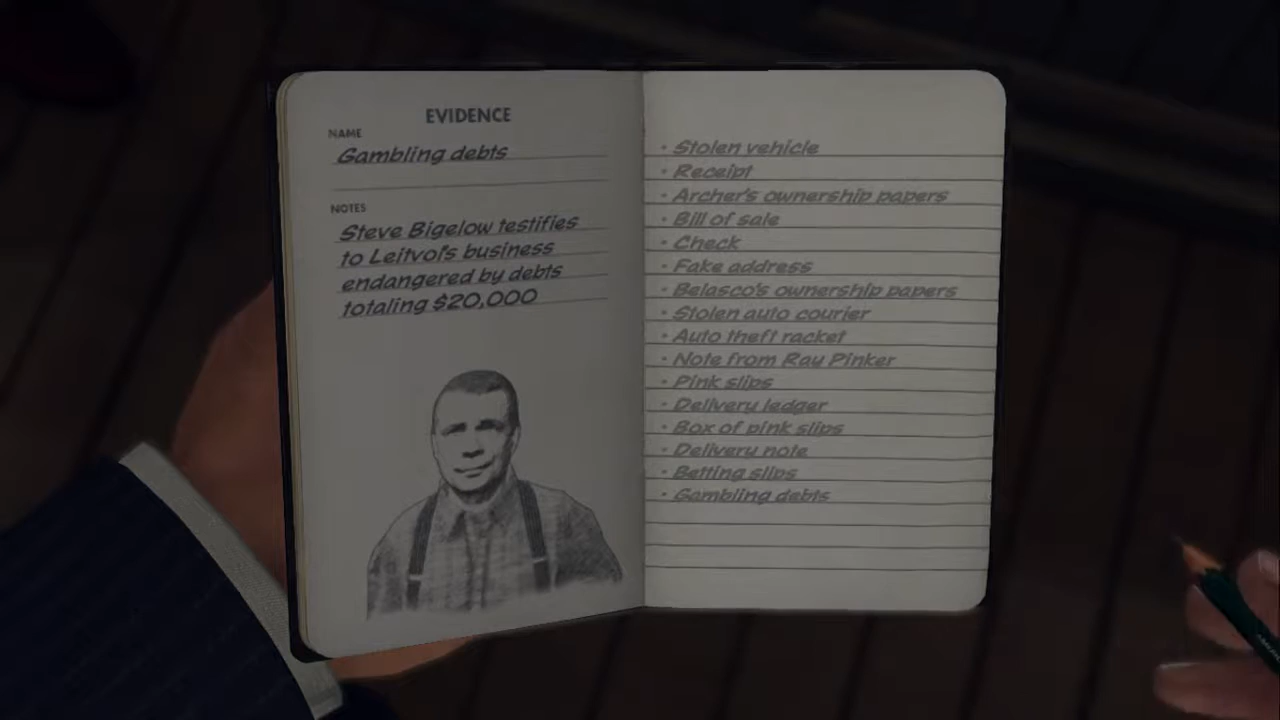 EVIDENCE
NAME
Gambling debts
NOTES
Steve Bigelow testifies
to Leitvol's business
endangered by debts
totaling $20,000
• Stolen vehicle
• Receipt
• Archer's ownership papers
• Bill of sale
• Check
• Fake address
• Belasco's ownership papers
• Stolen auto courier
• Auto theft racket
• Note from Ray Pinker
• Pink slips
• Delivery ledger
• Box of pink slips
• Delivery note
• Betting slips
• Gambling debts